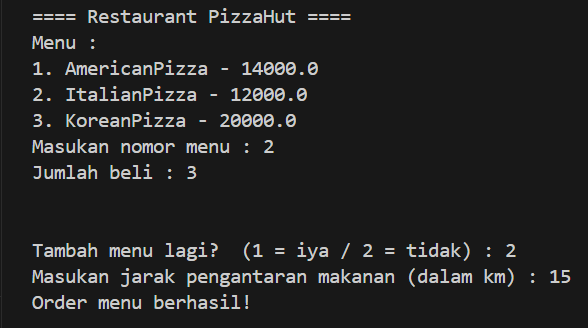 ==== Restaurant PizzaHut ====
Menu :
1. AmericanPizza - 14000.0
2. ItalianPizza - 12000.0
3. KoreanPizza - 20000.0
Masukan nomor menu : 2
Jumlah beli : 3
Tambah menu lagi?  (1 = iya / 2 = tidak) : 2
Masukan jarak pengantaran makanan (dalam km) : 15
Order menu berhasil!